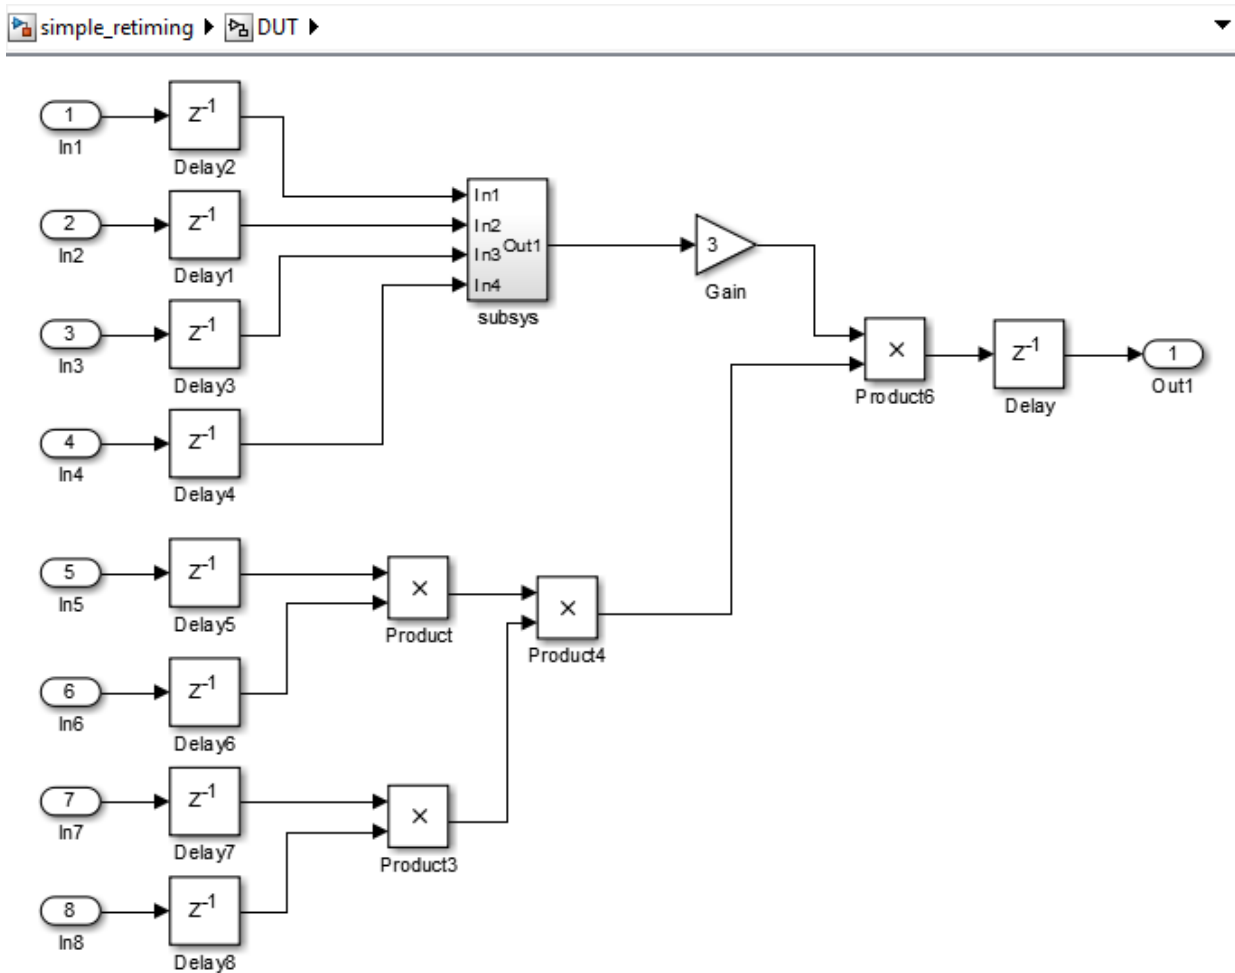 simple_retiming DUT
1
In1
Z-1
Delay2
2
In2
Z-1
Delay1
3
In3
Z-1
Delay3
4
In4
Z-1
Delay4
In1
In2
In3
In4
Out1
subsys
3
Gain
×
Product6
Z-1
Delay
1
Out1
5
In5
Z-1
Delay5
6
In6
Z-1
Delay6
×
Product
×
Product4
7
In7
Z-1
Delay7
8
In8
Z-1
Delay8
×
Product3